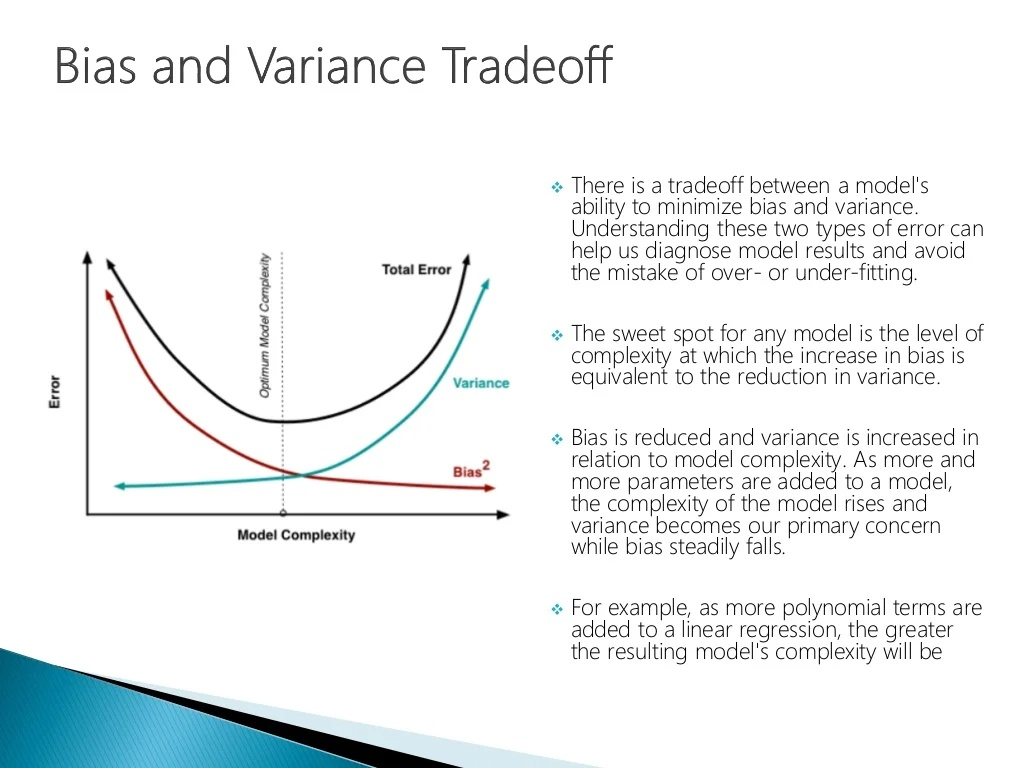 Bias and Variance Tradeoff
There is a tradeoff between a model's
ability to minimize bias and variance.
Understanding these two types of error can
help us diagnose model results and avoid
the mistake of over- or under-fitting.
The sweet spot for any model is the level of
complexity at which the increase in bias is
equivalent to the reduction in variance.
Bias is reduced and variance is increased in
relation to model complexity. As more and
more parameters are added to a model,
the complexity of the model rises and
variance becomes our primary concern
while bias steadily falls.
For example, as more polynomial terms are
added to a linear regression, the greater
the resulting model's complexity will be
Error
Optimum Model Complexity
Total Error
Variance
Bias²
Model Complexity